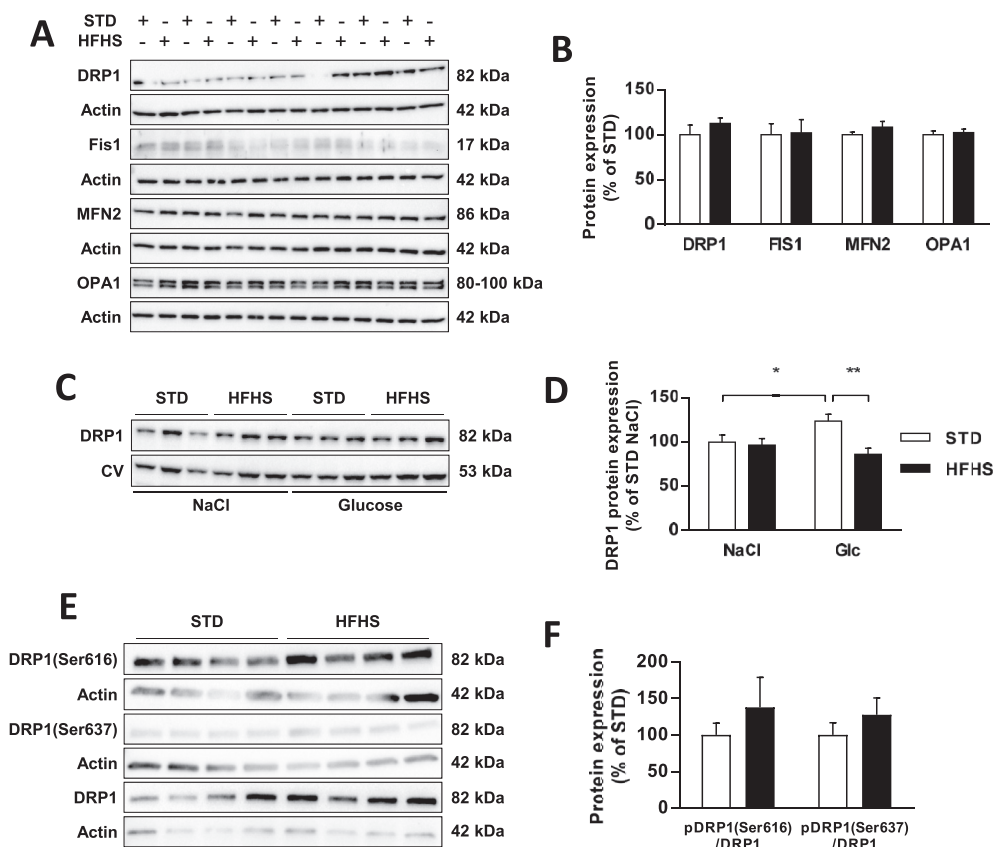 A
STD + - + - + - + - + - + - + -
HFHS - + - + - + - + - + - + - +
DRP1 82 kDa
Actin 42 kDa
Fis1 17 kDa
Actin 42 kDa
MFN2 86 kDa
Actin 42 kDa
OPA1 80-100 kDa
Actin 42 kDa
B
Protein expression
(% of STD)
150
100
50
0
DRP1 FIS1 MFN2 OPA1
C
STD HFHS STD HFHS
DRP1 82 kDa
CV 53 kDa
NaCl Glucose
D
DRP1 protein expression
(% of STD NaCl)
150
100
50
0
* **
NaCl Glc
STD
HFHS
E
STD HFHS
DRP1(Ser616) 82 kDa
Actin 42 kDa
DRP1(Ser637) 82 kDa
Actin 42 kDa
DRP1 82 kDa
Actin 42 kDa
F
Protein expression
(% of STD)
200
150
100
50
0
pDRP1(Ser616) pDRP1(Ser637)
/DRP1 /DRP1